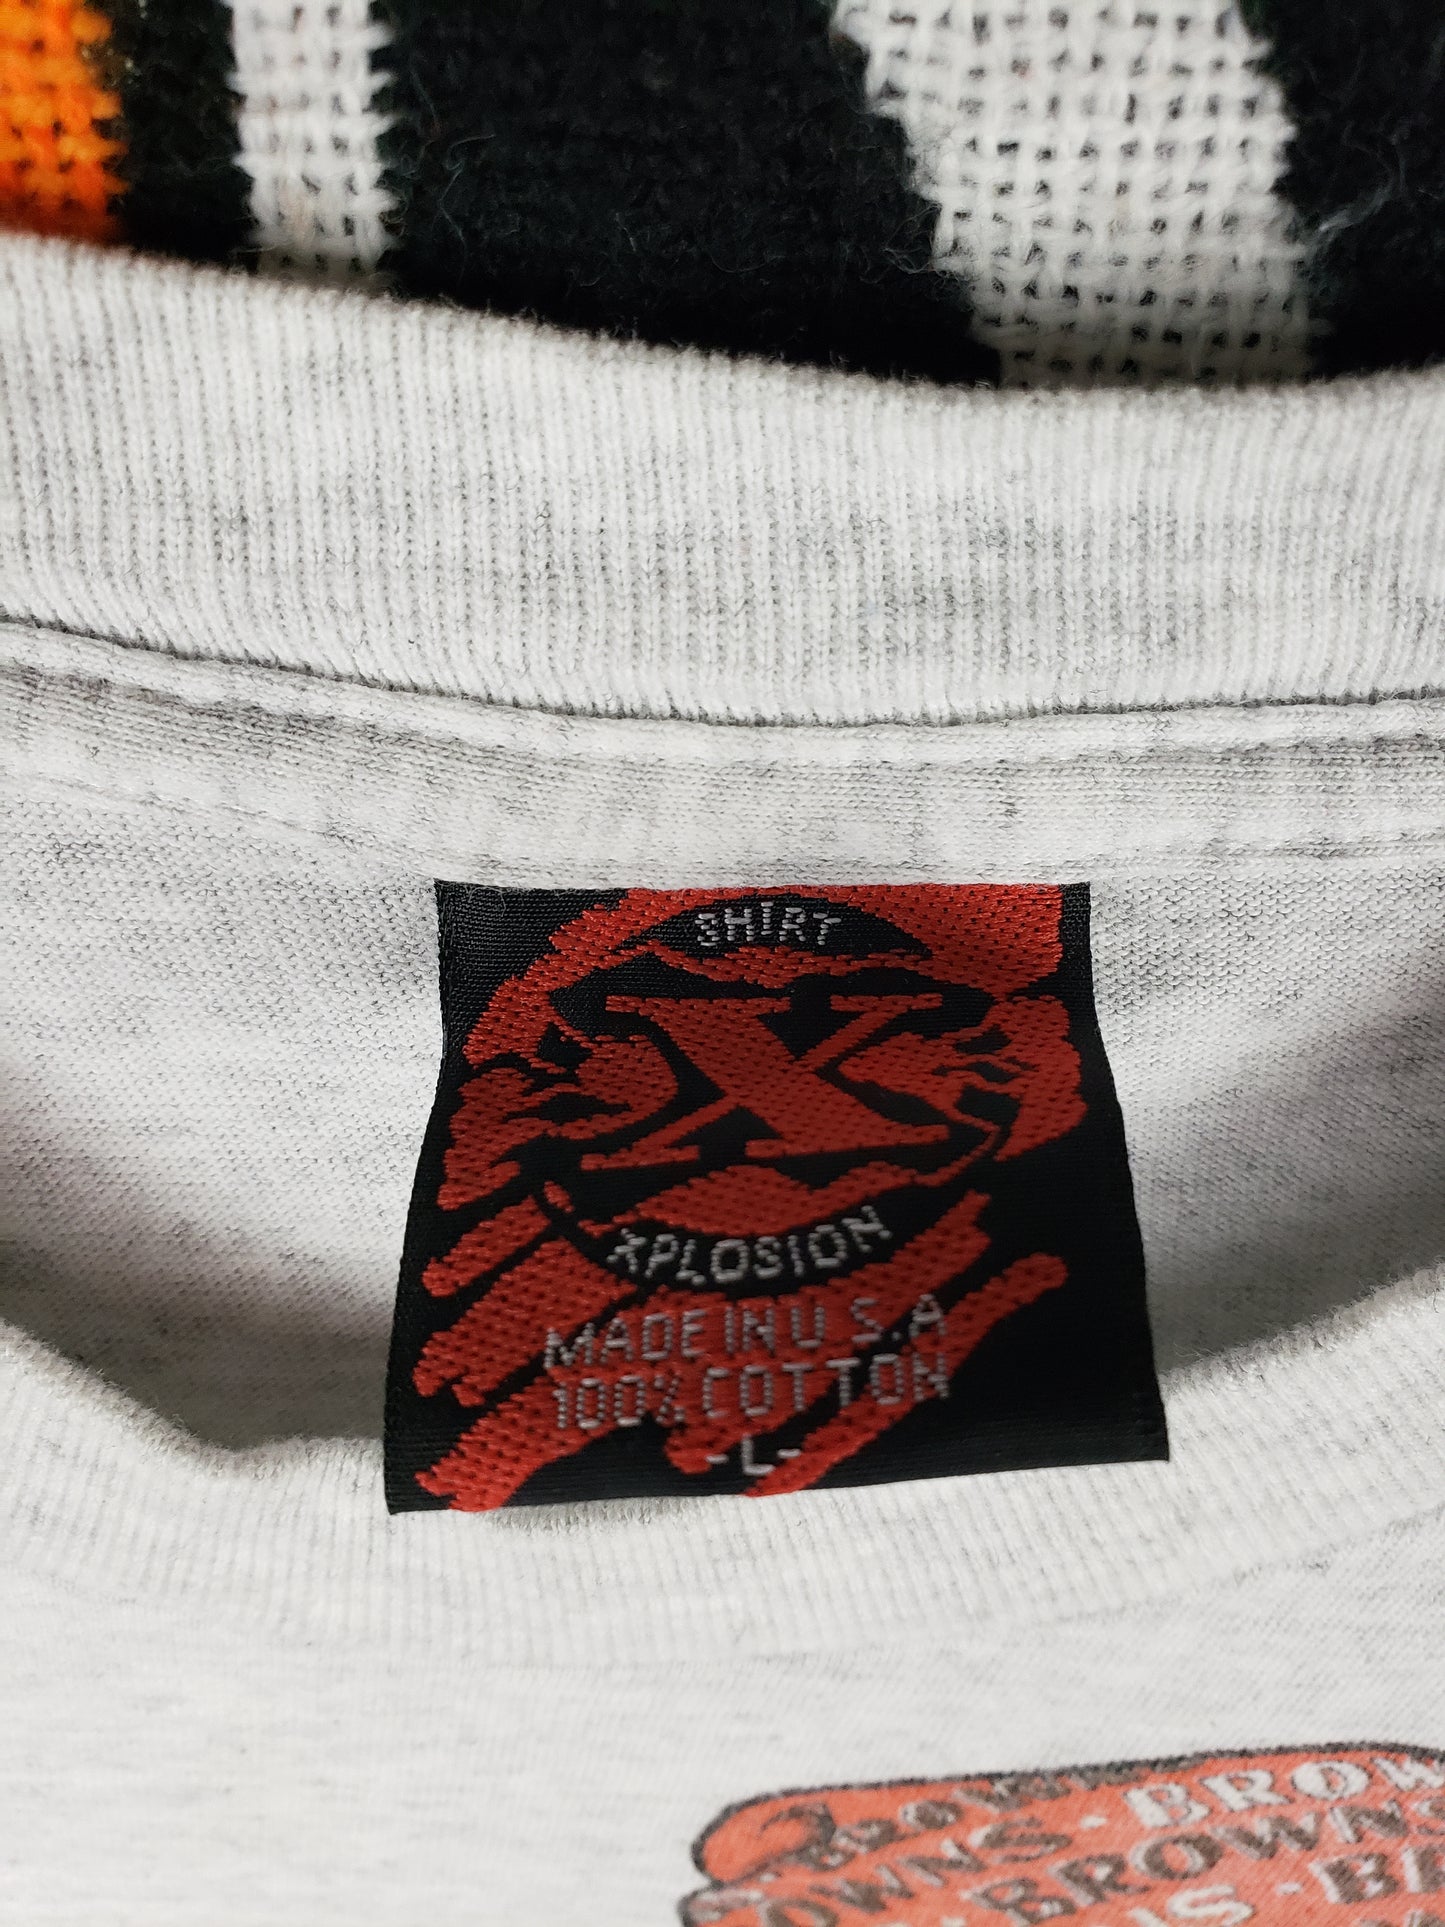 SHIRT
X
XPLOSION
MADE IN U.S.A
100% COTTON
-L-
BROWNS
BROWNS